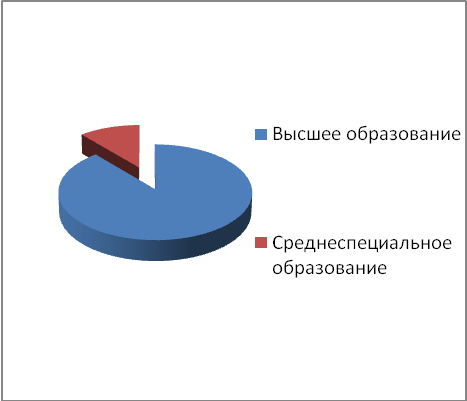 Высшее образование
Среднеспециальное
образование